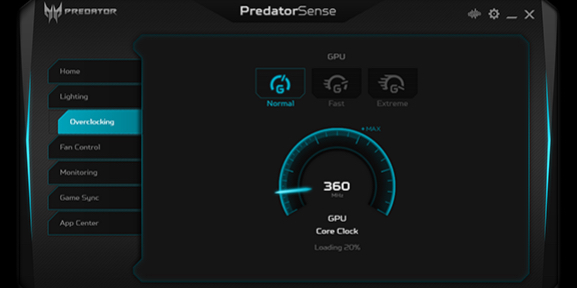 PREDATOR
PredatorSense
Home
Lighting
Overclocking
Fan Control
Monitoring
Game Sync
App Center
GPU
G
G
G
Normal
Fast
Extreme
MAX
360
MHz
GPU
Core Clock
Loading 20%